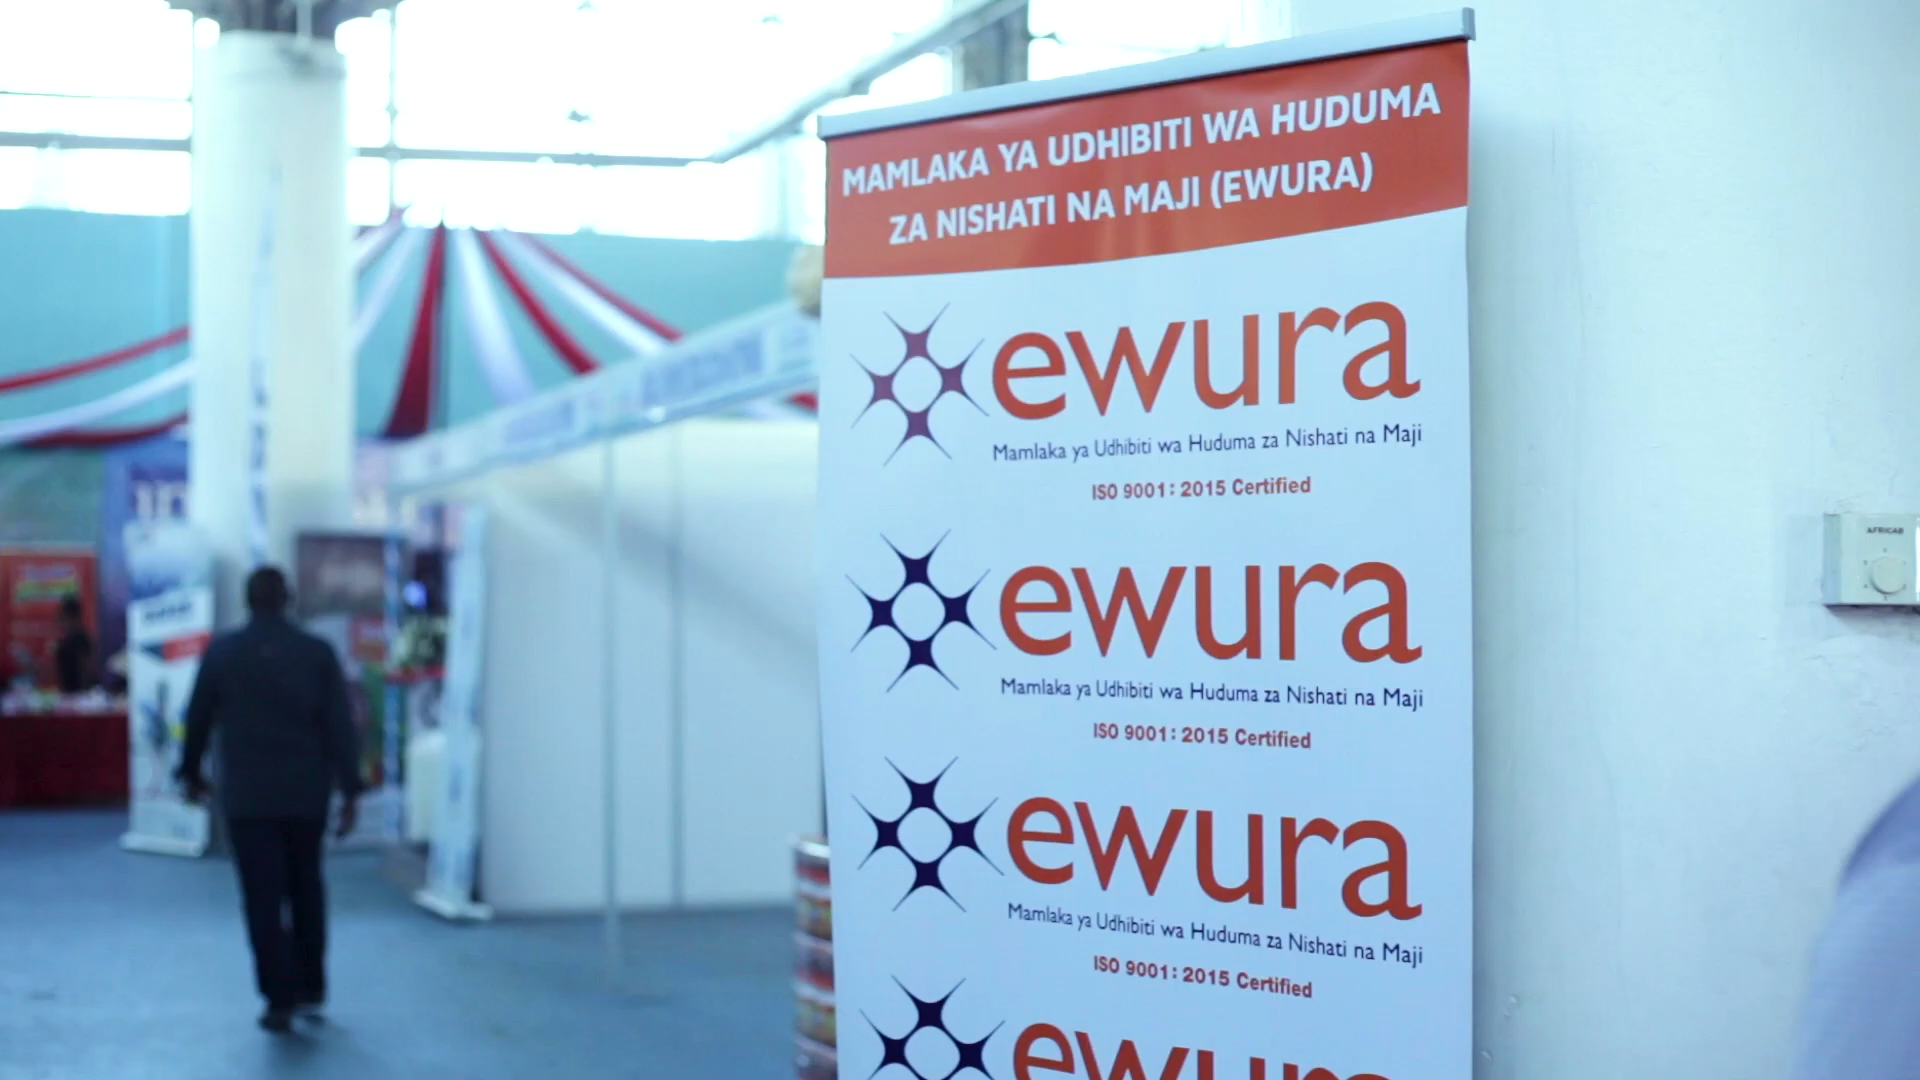 MAMLAKA YA UDHIBITI WA HUDUMA
ZA NISHATI NA MAJI (EWURA)
ewura
Mamlaka ya Udhibiti wa Huduma za Nishati na Maji
ISO 9001: 2015 Certified
ewura
Mamlaka ya Udhibiti wa Huduma za Nishati na Maji
ISO 9001: 2015 Certified
ewura
Mamlaka ya Udhibiti wa Huduma za Nishati na Maji
ISO 9001: 2015 Certified
ewura
AFRICAB